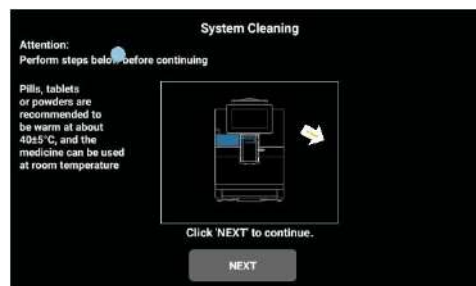 System Cleaning
Attention:
Perform steps below before continuing
Pills, tablets
or powders are
recommended to
be warm at about
40±5°C, and the
medicine can be used
at room temperature
Click 'NEXT' to continue.
NEXT